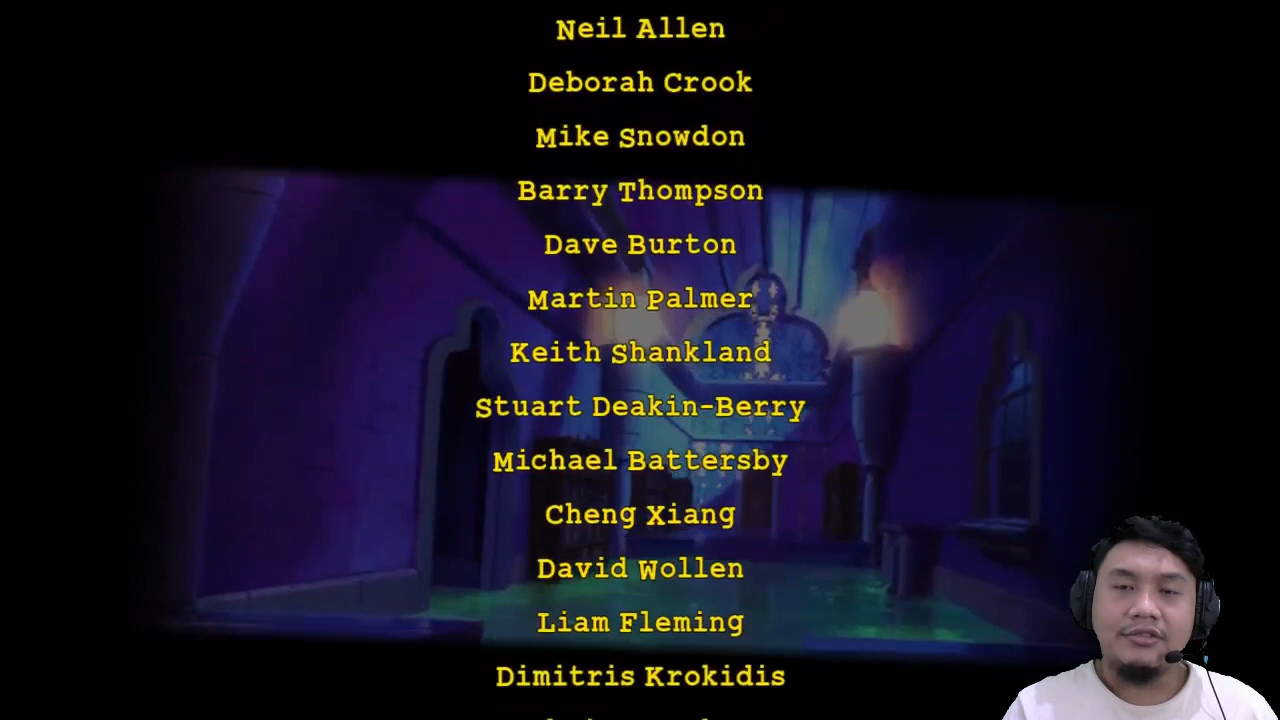 Neil Allen
Deborah Crook
Mike Snowdon
Barry Thompson
Dave Burton
Martin Palmer
Keith Shankland
Stuart Deakin-Berry
Michael Battersby
Cheng Xiang
David Wollen
Liam Fleming
Dimitris Krokidis